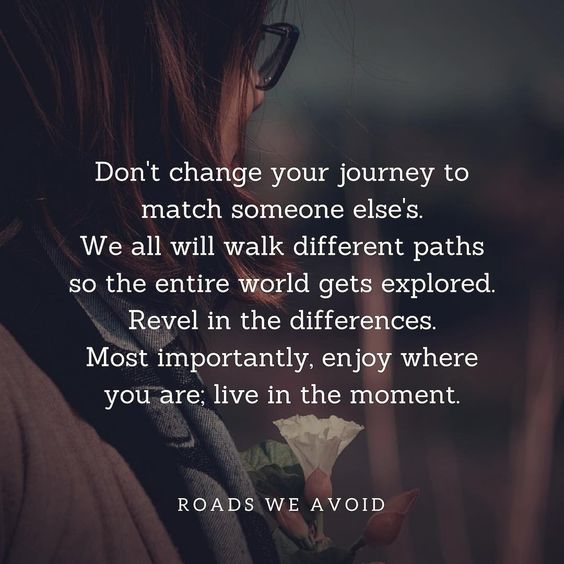 Don't change your journey to
match someone else's.
We all will walk different paths
so the entire world gets explored.
Revel in the differences.
Most importantly, enjoy where
you are; live in the moment.
ROADS WE AVOID